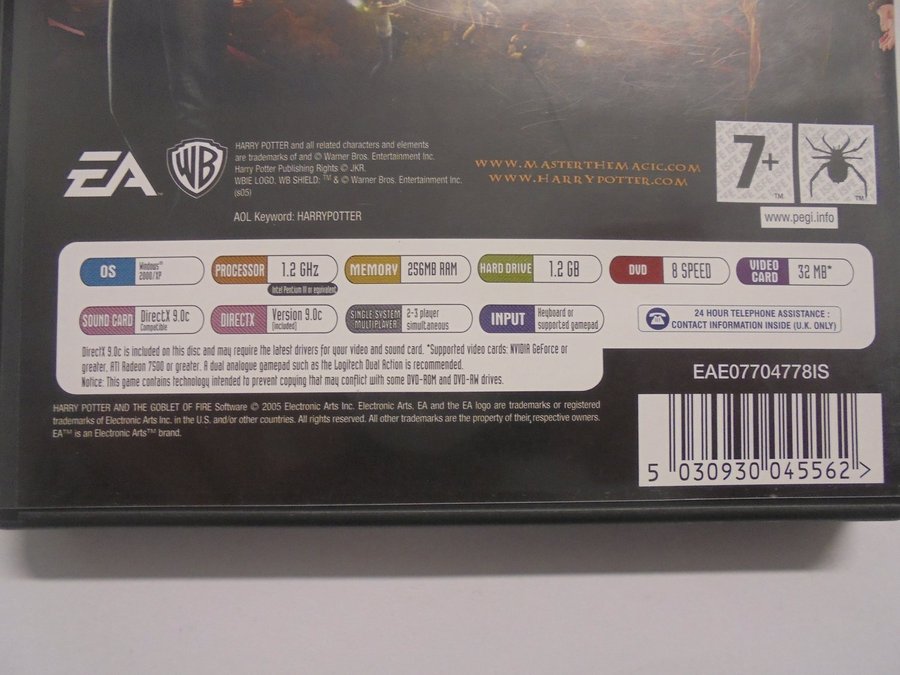 EA™
WB
HARRY POTTER and all related characters and elements
are trademarks of and © Warner Bros. Entertainment Inc.
Harry Potter Publishing Rights © JKR.
WBIE LOGO, WB SHIELD: ™ & © Warner Bros. Entertainment Inc.
(s05)
AOL Keyword: HARRYPOTTER
WWW.MASTERTHEMAGIC.COM
WWW.HARRYPOTTER.COM
7+
TM
TM
www.pegi.info
OS Windows® 2000/XP
PROCESSOR 1.2 GHz
Intel Pentium III or equivalent
MEMORY 256MB RAM
HARD DRIVE 1.2 GB
DVD 8 SPEED
VIDEO CARD 32 MB*
SOUND CARD DirectX 9.0c Compatible
DIRECTX Version 9.0c (included)
SINGLE SYSTEM MULTIPLAYER 2-3 player simultaneous
INPUT Keyboard or supported gamepad
24 HOUR TELEPHONE ASSISTANCE :
CONTACT INFORMATION INSIDE (U.K. ONLY)
DirectX 9.0c is included on this disc and may require the latest drivers for your video and sound card. *Supported video cards: NVIDIA GeForce or
greater, ATI Radeon 7500 or greater. A dual analogue gamepad such as the Logitech Dual Action is recommended.
Notice: This game contains technology intended to prevent copying that may conflict with some DVD-ROM and DVD-RW drives.
EAE07704778IS
HARRY POTTER AND THE GOBLET OF FIRE Software © 2005 Electronic Arts Inc. Electronic Arts, EA and the EA logo are trademarks or registered
trademarks of Electronic Arts Inc. in the U.S. and/or other countries. All rights reserved. All other trademarks are the property of their respective owners.
EA™ is an Electronic Arts™ brand.
5 030930 045562 >